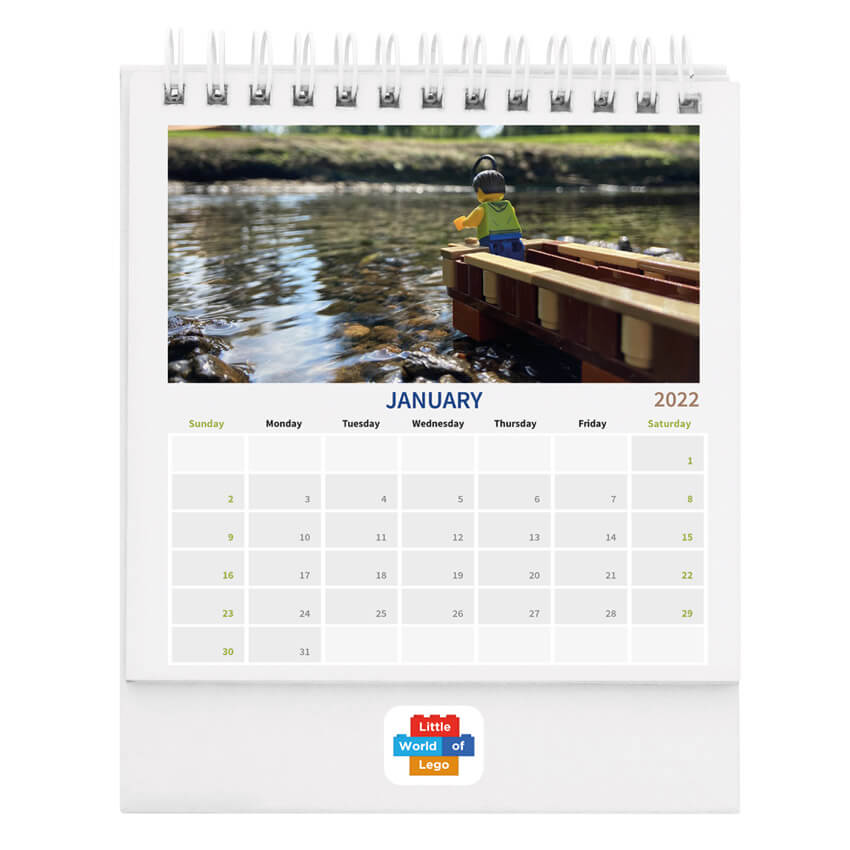 JANUARY 2022
Sunday Monday Tuesday Wednesday Thursday Friday Saturday
1
2 3 4 5 6 7 8
9 10 11 12 13 14 15
16 17 18 19 20 21 22
23 24 25 26 27 28 29
30 31
Little
World of
Lego